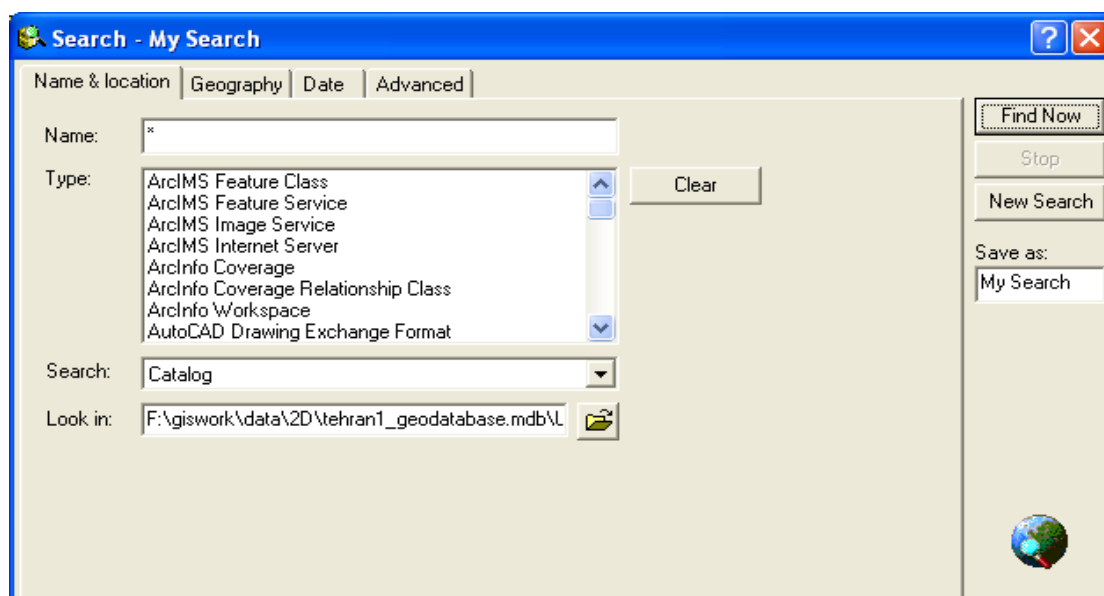 Search - My Search
Name & location
Geography
Date
Advanced
Name:
*
Type:
ArcIMS Feature Class
ArcIMS Feature Service
ArcIMS Image Service
ArcIMS Internet Server
ArcInfo Coverage
ArcInfo Coverage Relationship Class
ArcInfo Workspace
AutoCAD Drawing Exchange Format
Clear
Search:
Catalog
Look in:
F:\giswork\data\2D\tehran1_geodatabase.mdb\L
Find Now
Stop
New Search
Save as:
My Search